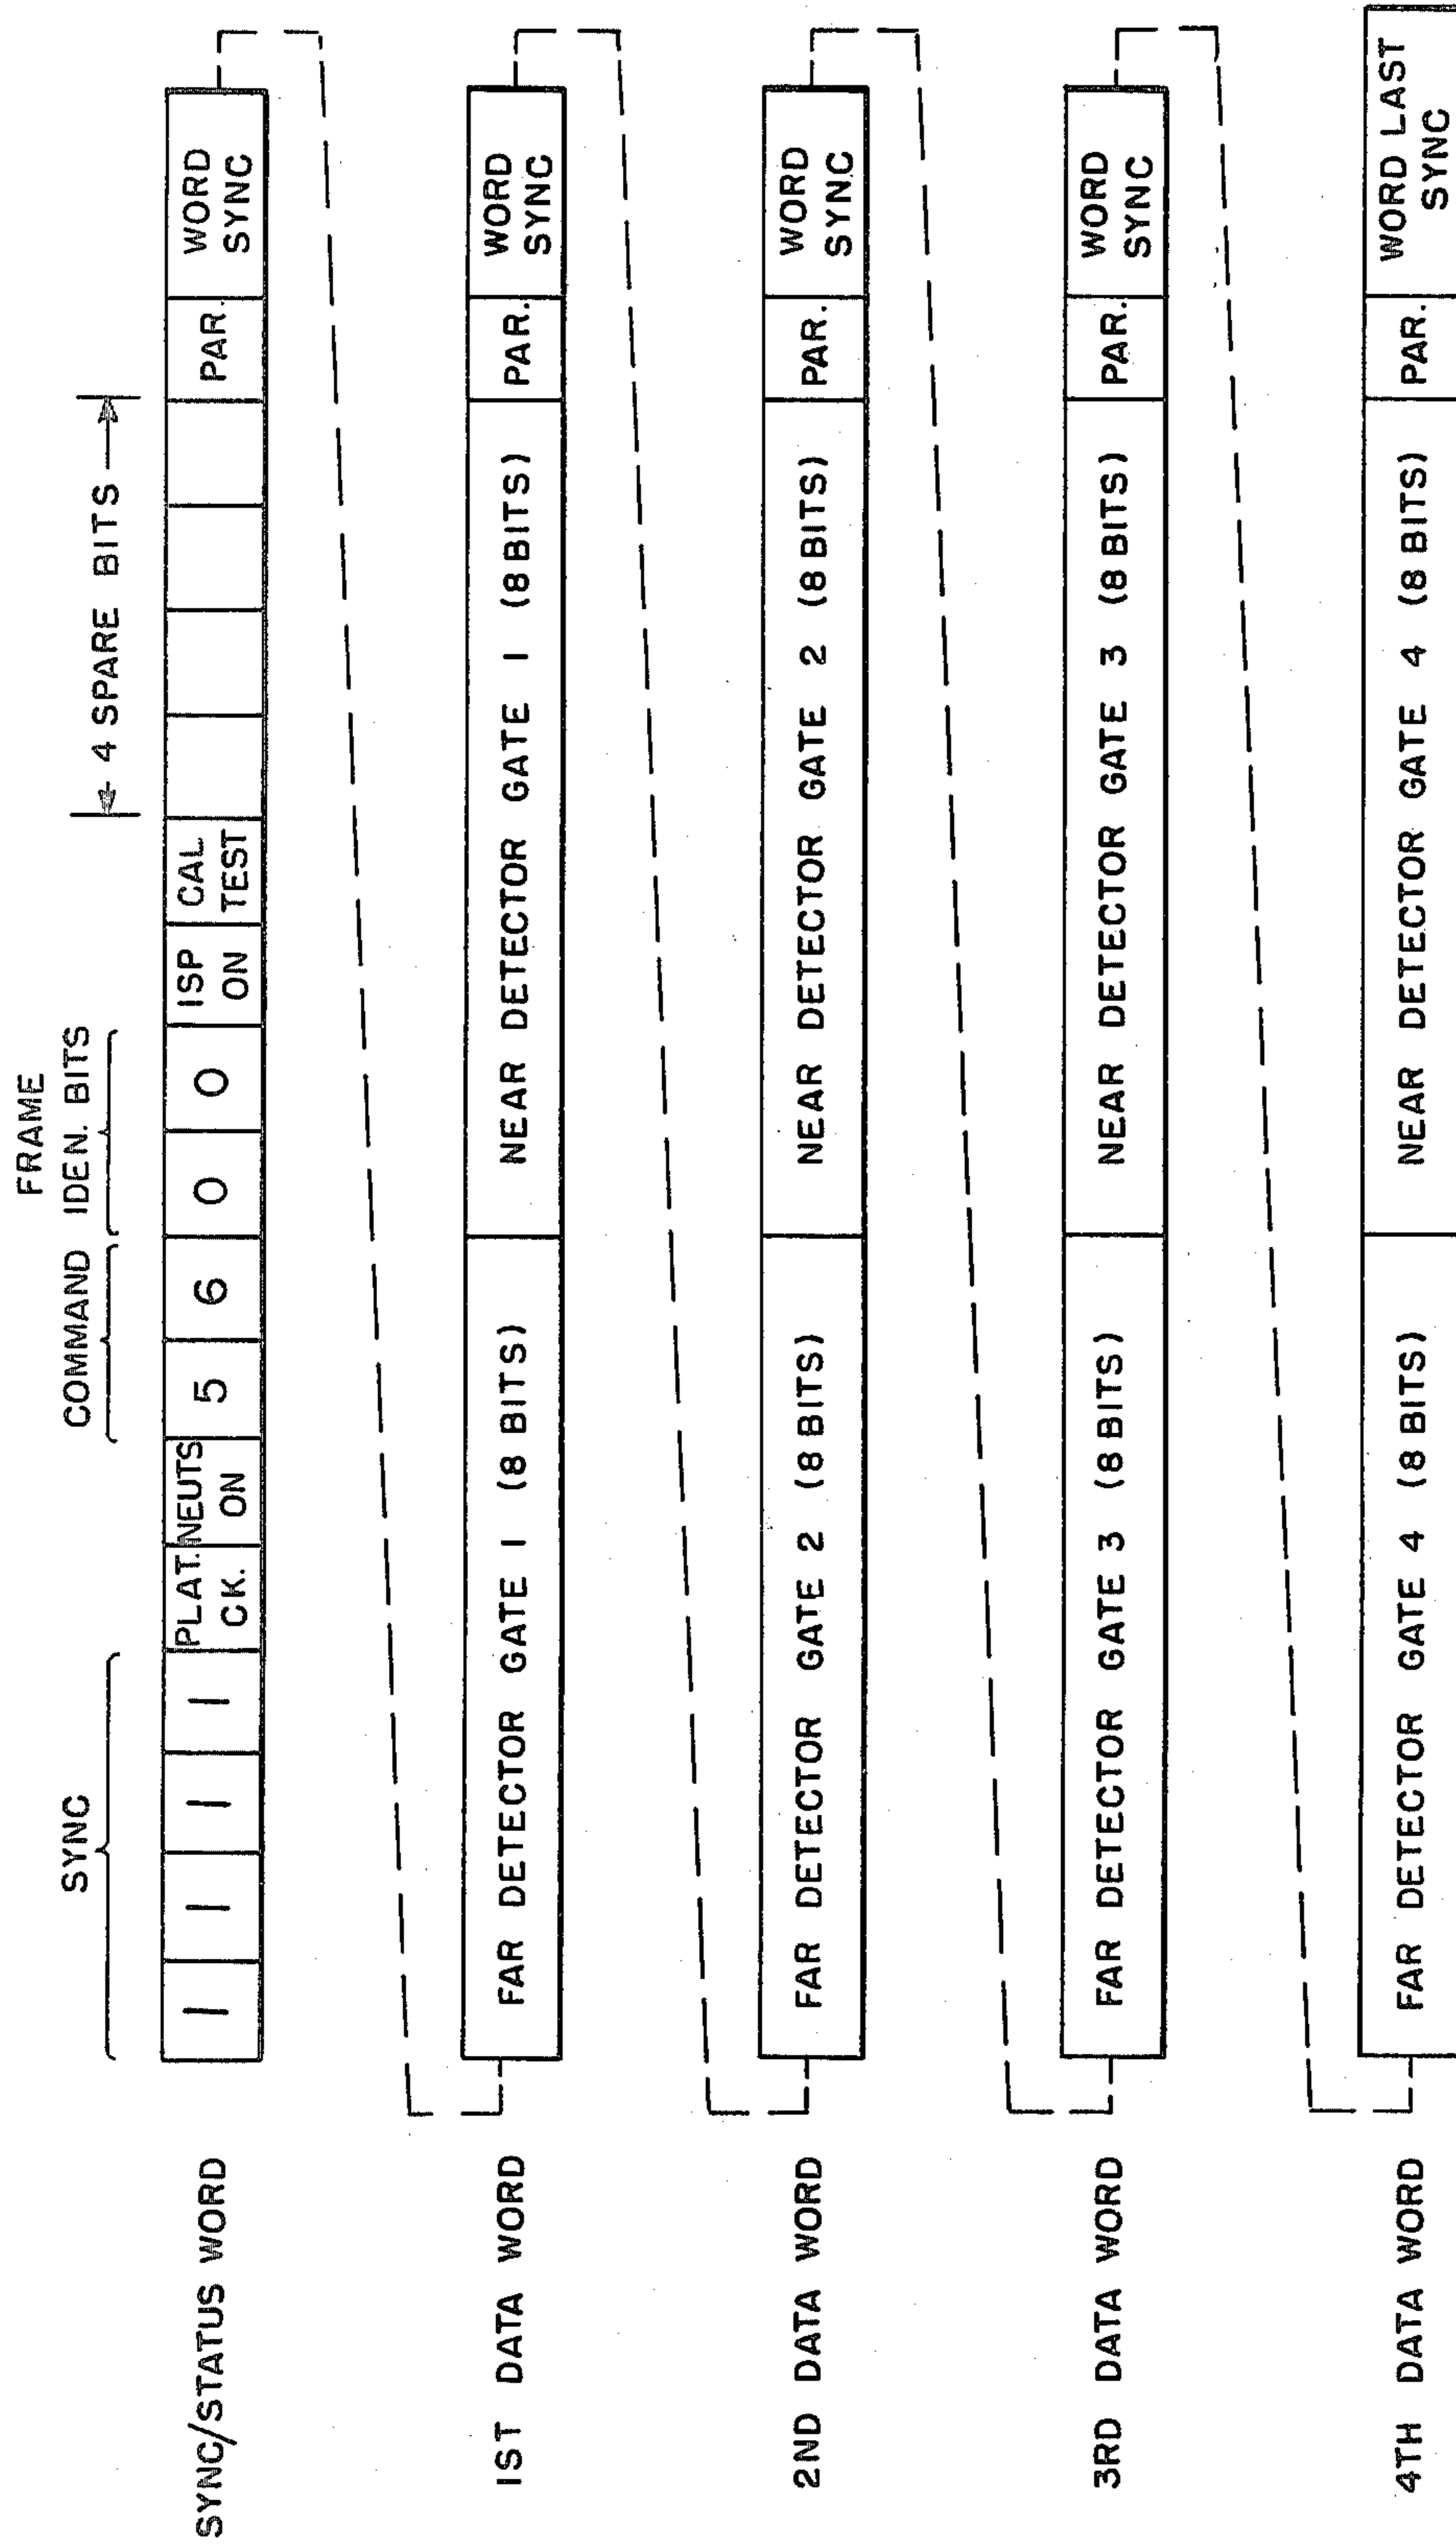 FRAME
SYNC COMMAND IDEN. BITS 4 SPARE BITS
SYNC/STATUS WORD 1 1 1 1 PLAT. CK. NEUTS ON 5 6 0 0 ISP ON CAL TEST PAR. WORD SYNC
1ST DATA WORD FAR DETECTOR GATE 1 (8 BITS) NEAR DETECTOR GATE 1 (8 BITS) PAR. WORD SYNC
2ND DATA WORD FAR DETECTOR GATE 2 (8 BITS) NEAR DETECTOR GATE 2 (8 BITS) PAR. WORD SYNC
3RD DATA WORD FAR DETECTOR GATE 3 (8 BITS) NEAR DETECTOR GATE 3 (8 BITS) PAR. WORD SYNC
4TH DATA WORD FAR DETECTOR GATE 4 (8 BITS) NEAR DETECTOR GATE 4 (8 BITS) PAR. WORD LAST SYNC